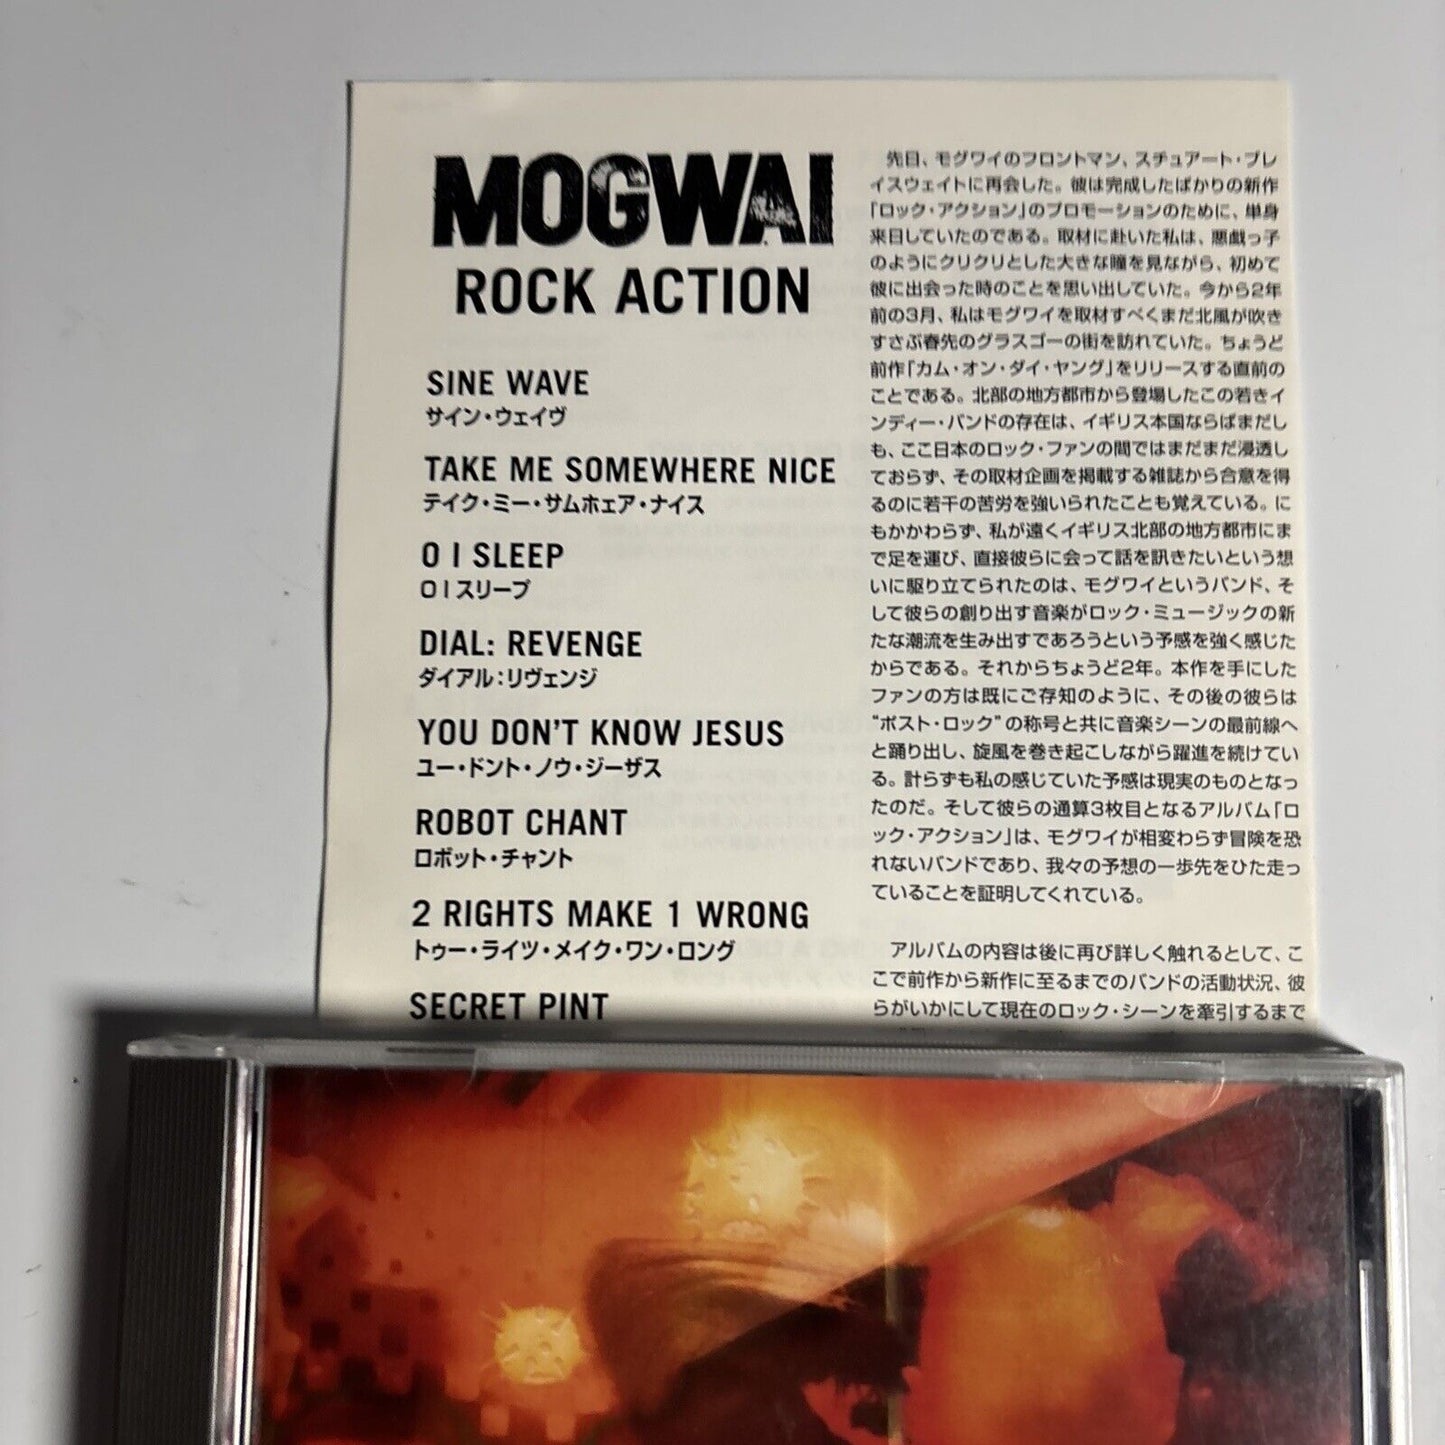 MOGWAI
ROCK ACTION
SINE WAVE
サイン・ウェイヴ
TAKE ME SOMEWHERE NICE
テイク・ミー・サムホェア・ナイス
O I SLEEP
O I スリープ
DIAL: REVENGE
ダイアル:リヴェンジ
YOU DON'T KNOW JESUS
ユー・ドント・ノウ・ジーザス
ROBOT CHANT
ロボット・チャント
2 RIGHTS MAKE 1 WRONG
トゥー・ライツ・メイク・ワン・ロング
SECRET PINT
先日、モグワイのフロントマン、スチュアート・ブレ
イスウェイトに再会した。彼は完成したばかりの新作
「ロック・アクション」のプロモーションのために、単身
来日していたのである。取材に赴いた私は、悪戯っ子
のようにクリクリとした大きな瞳を見ながら、初めて
彼に出会った時のことを思い出していた。今から2年
前の3月、私はモグワイを取材すべくまだ北風が吹き
すさぶ春先のグラスゴーの街を訪れていた。ちょうど
前作「カム・オン・ダイ・ヤング」をリリースする直前の
ことである。北部の地方都市から登場したこの若きイ
ンディー・バンドの存在は、イギリス本国ならばまだし
も、ここ日本のロック・ファンの間ではまだまだ浸透し
ておらず、その取材企画を掲載する雑誌から合意を得
るのに若干の苦労を強いられたことも覚えている。に
もかかわらず、私が遠くイギリス北部の地方都市にま
で足を運び、直接彼らに会って話を訊きたいという想
いに駆り立てられたのは、モグワイというバンド、そ
して彼らの創り出す音楽がロック・ミュージックの新
たな潮流を生み出すであろうという予感を強く感じた
からである。それからちょうど2年。本作を手にした
ファンの方は既にご存知のように、その後の彼らは
“ポスト・ロック”の称号と共に音楽シーンの最前線へ
と踊り出し、旋風を巻き起こしながら躍進を続けてい
る。計らずも私の感じていた予感は現実のものとなっ
たのだ。そして彼らの通算3枚目となるアルバム「ロ
ック・アクション」は、モグワイが相変わらず冒険を恐
れないバンドであり、我々の予想の一歩先をひた走っ
ていることを証明してくれている。
アルバムの内容は後に再び詳しく触れるとして、こ
こで前作から新作に至るまでのバンドの活動状況、彼
らがいかにして現在のロック・シーンを牽引するまで